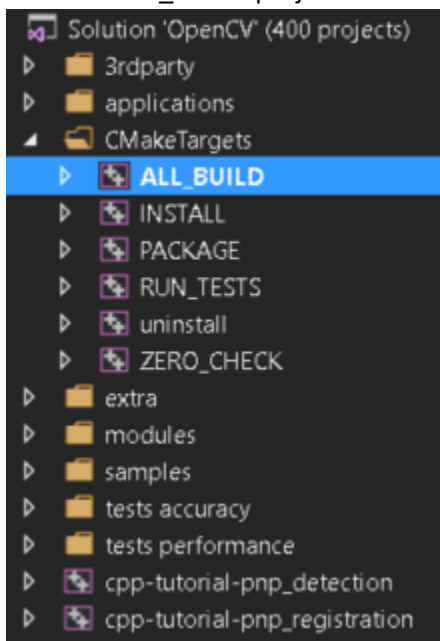 Solution 'OpenCV' (400 projects)
3rdparty
applications
CMakeTargets
ALL_BUILD
INSTALL
PACKAGE
RUN_TESTS
uninstall
ZERO_CHECK
extra
modules
samples
tests accuracy
tests performance
cpp-tutorial-pnp_detection
cpp-tutorial-pnp_registration